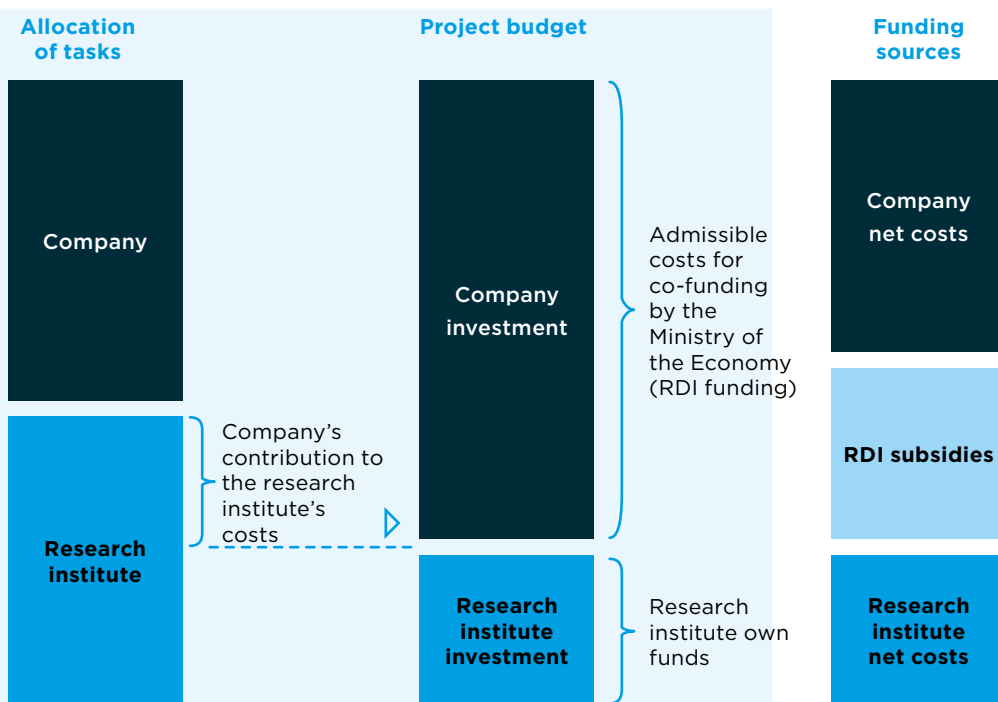 Allocation
of tasks
Project budget
Funding
sources
Company
Company's
contribution to
the research
institute's
costs
Research
institute
Company
investment
Admissible
costs for
co-funding
by the
Ministry of
the Economy
(RDI funding)
Research
institute
investment
Research
institute own
funds
Company
net costs
RDI subsidies
Research
institute
net costs